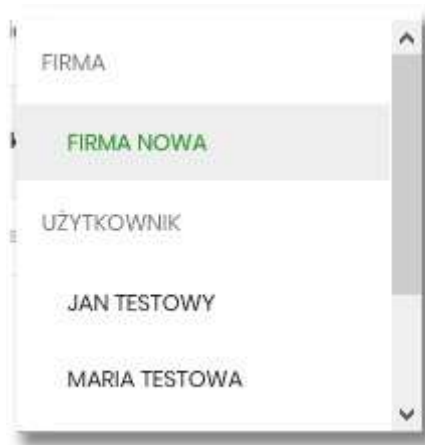 FIRMA
FIRMA NOWA
UŻYTKOWNIK
JAN TESTOWY
MARIA TESTOWA